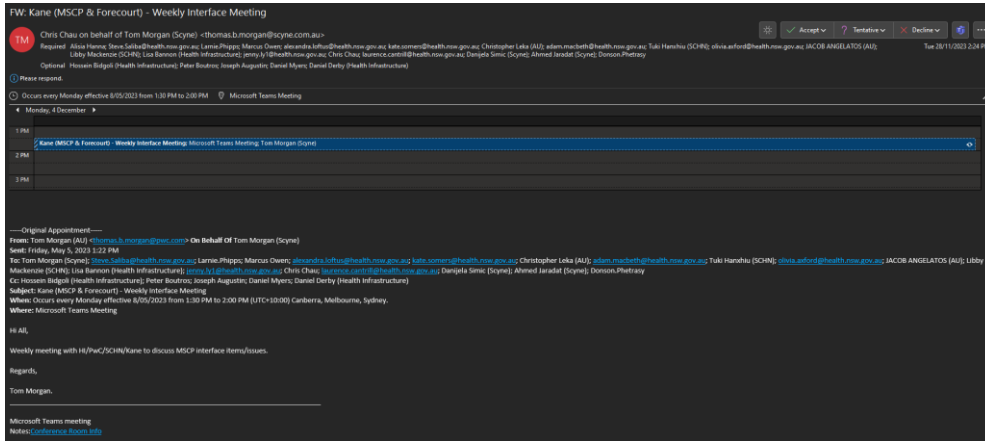 FW: Kane (MSCP & Forecourt) - Weekly Interface Meeting
TM
Chris Chau on behalf of Tom Morgan (Scyne) <thomas.b.morgan@scyne.com.au>
Accept
Tentative
Decline
Required Alisia Hanna; Steve.Saliba@health.nsw.gov.au; Larnie.Phipps; Marcus Owen; alexandra.loftus@health.nsw.gov.au; kate.somers@health.nsw.gov.au; Christopher Leka (AU); adam.macbeth@health.nsw.gov.au; Tuki Hanxhiu (SCHN); olivia.axford@health.nsw.gov.au; JACOB ANGELATOS (AU);
Libby Mackenzie (SCHN); Lisa Bannon (Health Infrastructure); jenny.ly1@health.nsw.gov.au; Chris Chau; laurence.cantrill@health.nsw.gov.au; Danijela Simic (Scyne); Ahmed Jaradat (Scyne); Donson.Phetrasy
Tue 28/11/2023 2:24 P
Optional Hossein Bidgoli (Health Infrastructure); Peter Boutros; Joseph Augustin; Daniel Myers; Daniel Derby (Health Infrastructure)
Please respond.
Occurs every Monday effective 8/05/2023 from 1:30 PM to 2:00 PM Microsoft Teams Meeting
Monday, 4 December
1 PM
Kane (MSCP & Forecourt) - Weekly Interface Meeting; Microsoft Teams Meeting; Tom Morgan (Scyne)
2 PM
3 PM
-----Original Appointment-----
From: Tom Morgan (AU) <thomas.b.morgan@pwc.com> On Behalf Of Tom Morgan (Scyne)
Sent: Friday, May 5, 2023 1:22 PM
To: Tom Morgan (Scyne); Steve.Saliba@health.nsw.gov.au; Larnie.Phipps; Marcus Owen; alexandra.loftus@health.nsw.gov.au; kate.somers@health.nsw.gov.au; Christopher Leka (AU); adam.macbeth@health.nsw.gov.au; Tuki Hanxhiu (SCHN); olivia.axford@health.nsw.gov.au; JACOB ANGELATOS (AU); Libby
Mackenzie (SCHN); Lisa Bannon (Health Infrastructure); jenny.ly1@health.nsw.gov.au; Chris Chau; laurence.cantrill@health.nsw.gov.au; Danijela Simic (Scyne); Ahmed Jaradat (Scyne); Donson.Phetrasy
Cc: Hossein Bidgoli (Health Infrastructure); Peter Boutros; Joseph Augustin; Daniel Myers; Daniel Derby (Health Infrastructure)
Subject: Kane (MSCP & Forecourt) - Weekly Interface Meeting
When: Occurs every Monday effective 8/05/2023 from 1:30 PM to 2:00 PM (UTC+10:00) Canberra, Melbourne, Sydney.
Where: Microsoft Teams Meeting
Hi All,
Weekly meeting with HI/PwC/SCHN/Kane to discuss MSCP interface items/issues.
Regards,
Tom Morgan.
Microsoft Teams meeting
Notes:Conference Room Info